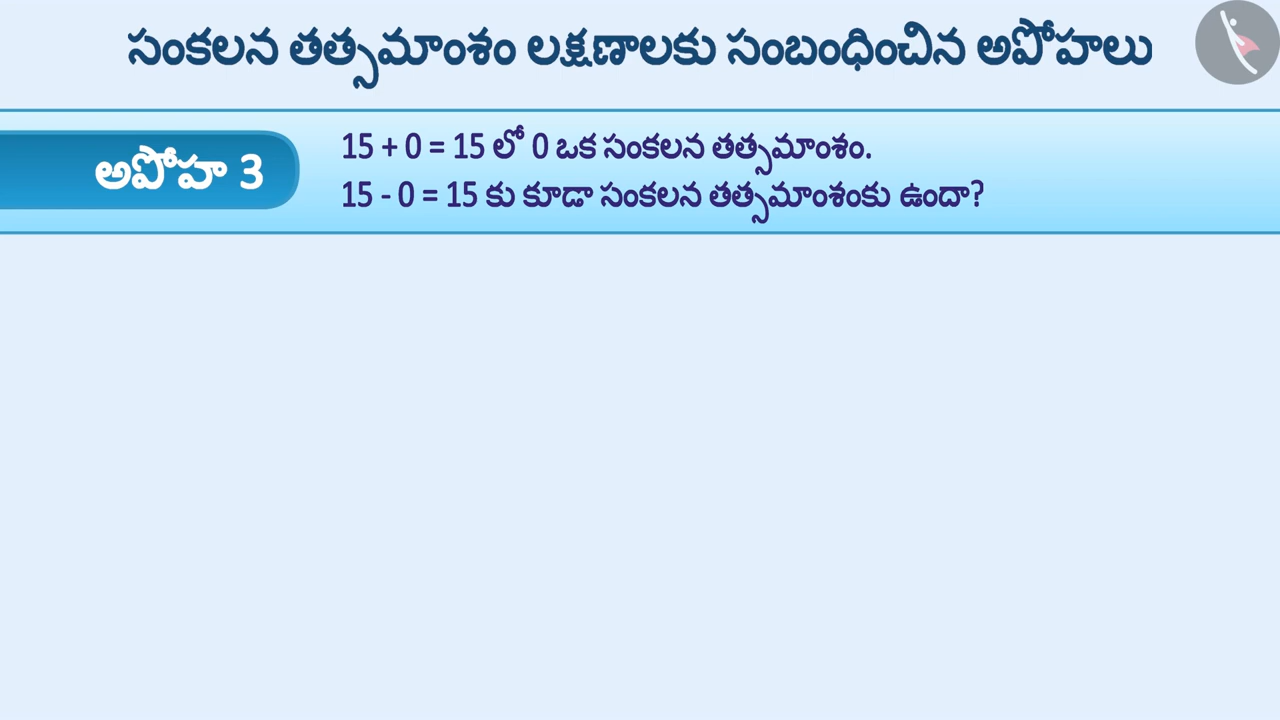 సంకలన తత్సమాంశం లక్షణాలకు సంబంధించిన అపోహలు
అపోహ 3
15 + 0 = 15 లో 0 ఒక సంకలన తత్సమాంశం.
15 - 0 = 15 కు కూడా సంకలన తత్సమాంశంకు ఉందా?